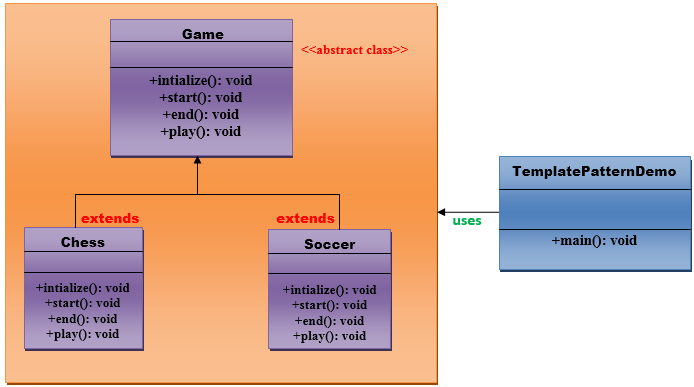 Game
<<abstract class>>
+intialize(): void
+start(): void
+end(): void
+play(): void
TemplatePatternDemo
+main(): void
uses
extends
extends
Chess
+intialize(): void
+start(): void
+end(): void
+play(): void
Soccer
+intialize(): void
+start(): void
+end(): void
+play(): void